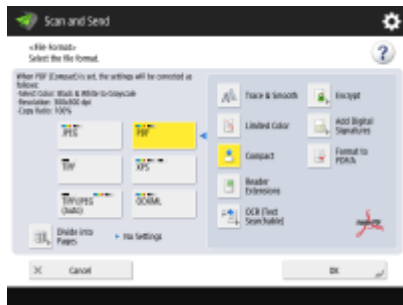 Scan and Send
<File Format>
Select the file format.
When PDF (Compact) is set, the settings will be corrected as
follows:
-Select Color: Black & White to Grayscale
-Resolution: 300x300 dpi
-Copy Ratio: 100%
JPEG
PDF
TIFF
XPS
TIFF/JPEG
(Auto)
OOXML
Divide into
Pages
No Settings
Trace & Smooth
Encrypt
Limited Color
Add Digital
Signatures
Compact
Format to
PDF/A
Reader
Extensions
OCR (Text
Searchable)
Cancel
OK